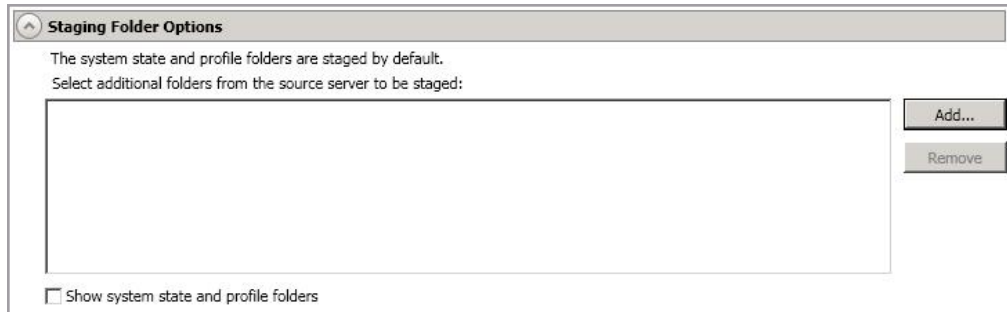 Staging Folder Options
The system state and profile folders are staged by default.
Select additional folders from the source server to be staged:
Add...
Remove
Show system state and profile folders